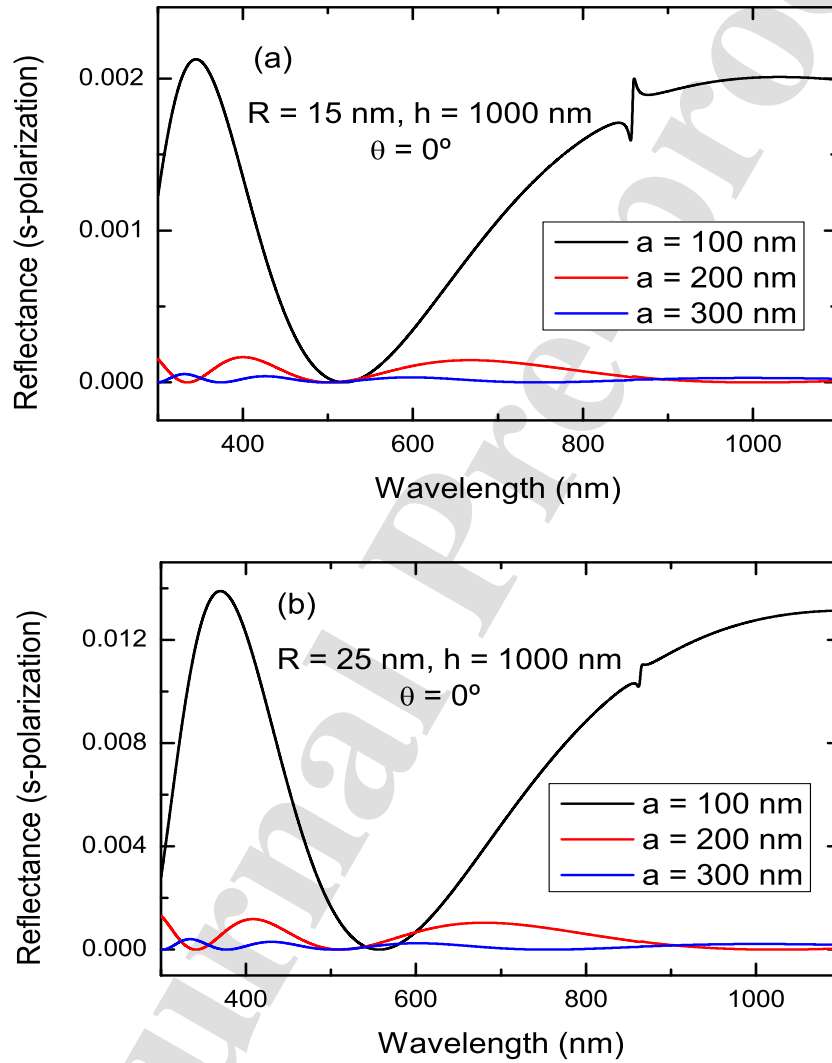 (a)
R = 15 nm, h = 1000 nm
θ = 0º
Reflectance (s-polarization)
0.002
0.001
0.000
a = 100 nm
a = 200 nm
a = 300 nm
400 600 800 1000
Wavelength (nm)
(b)
R = 25 nm, h = 1000 nm
θ = 0º
Reflectance (s-polarization)
0.012
0.008
0.004
0.000
a = 100 nm
a = 200 nm
a = 300 nm
400 600 800 1000
Wavelength (nm)